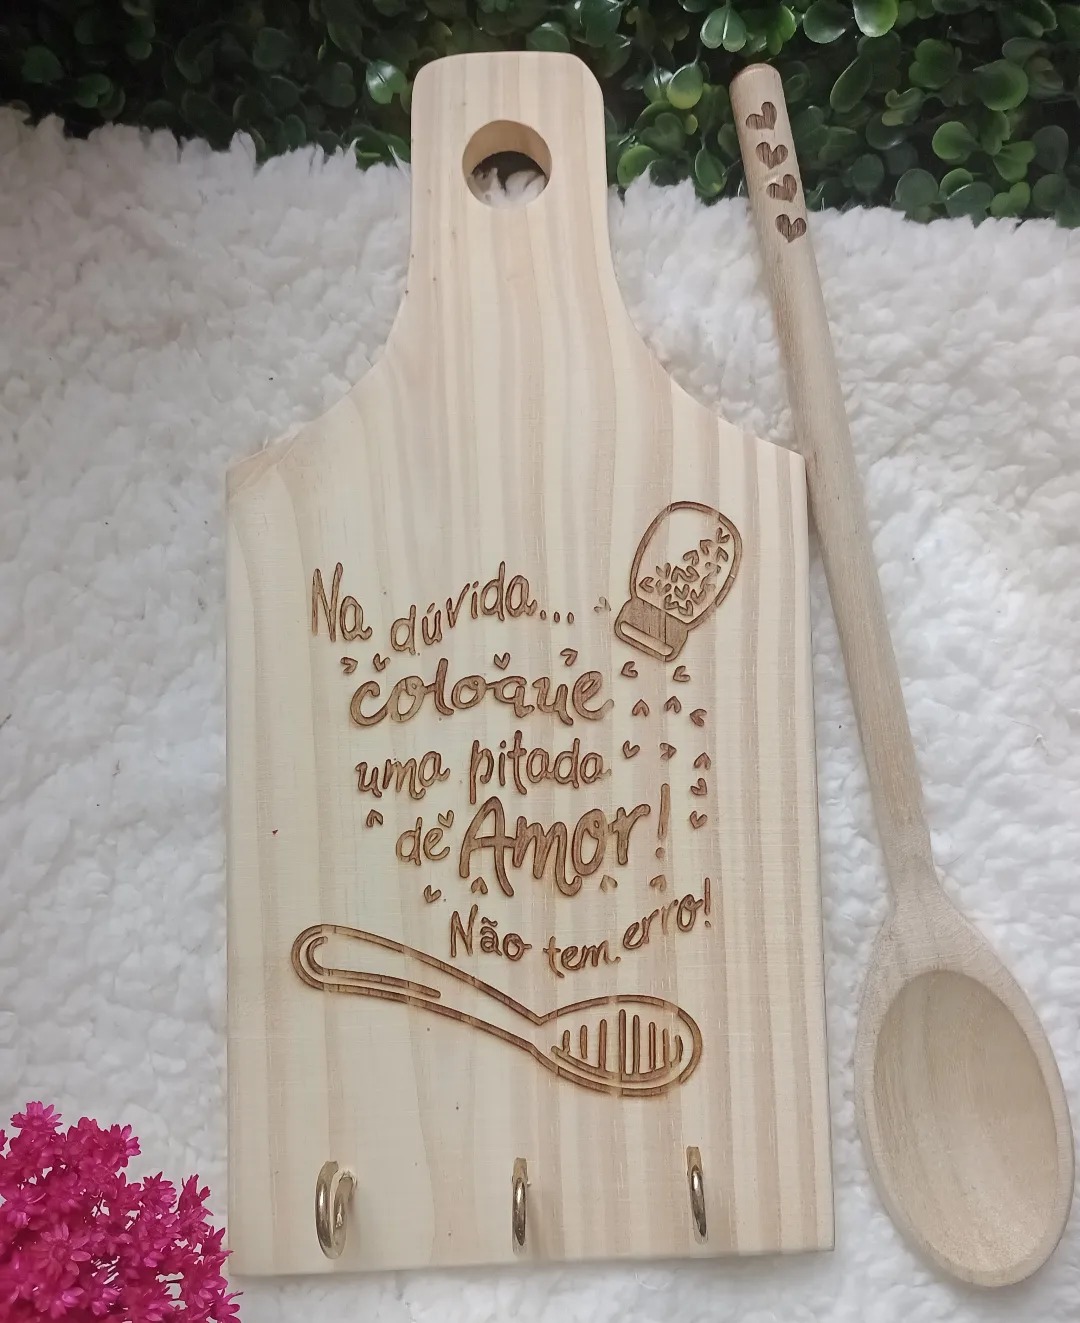 Na dúvida...
coloque
uma pitada
de Amor!
Não tem erro!